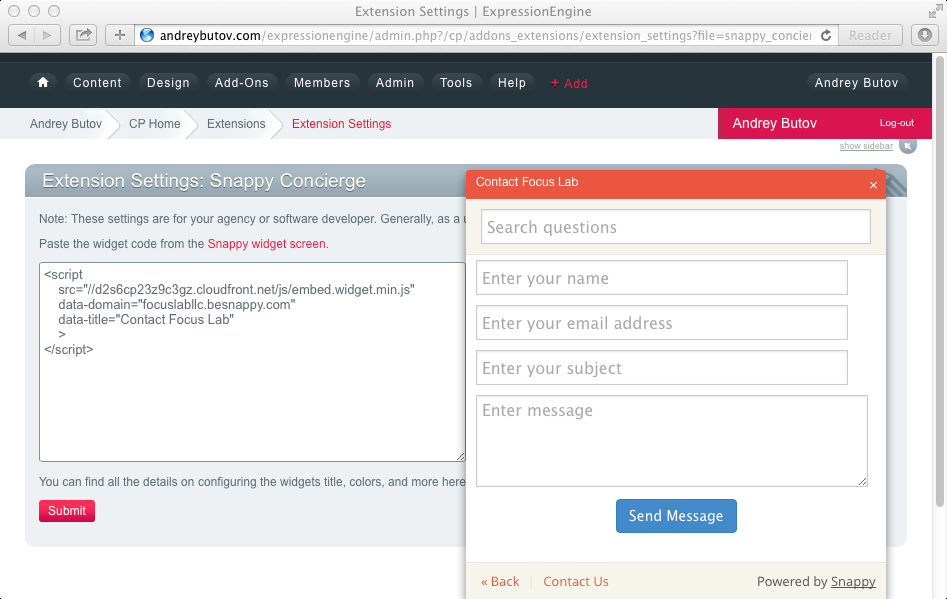 Extension Settings | ExpressionEngine
andreybutov.com/expressionengine/admin.php?/cp/addons_extensions/extension_settings?file=snappy_concie
Reader
Content Design Add-Ons Members Admin Tools Help + Add Andrey Butov
Andrey Butov CP Home Extensions Extension Settings Andrey Butov Log-out
show sidebar
Extension Settings: Snappy Concierge
Note: These settings are for your agency or software developer. Generally, as a
Paste the widget code from the Snappy widget screen.
<script
src="//d2s6cp23z9c3gz.cloudfront.net/js/embed.widget.min.js"
data-domain="focuslabllc.besnappy.com"
data-title="Contact Focus Lab"
>
</script>
You can find all the details on configuring the widgets title, colors, and more here
Submit
Contact Focus Lab ×
Search questions
Enter your name
Enter your email address
Enter your subject
Enter message
Send Message
« Back Contact Us Powered by Snappy